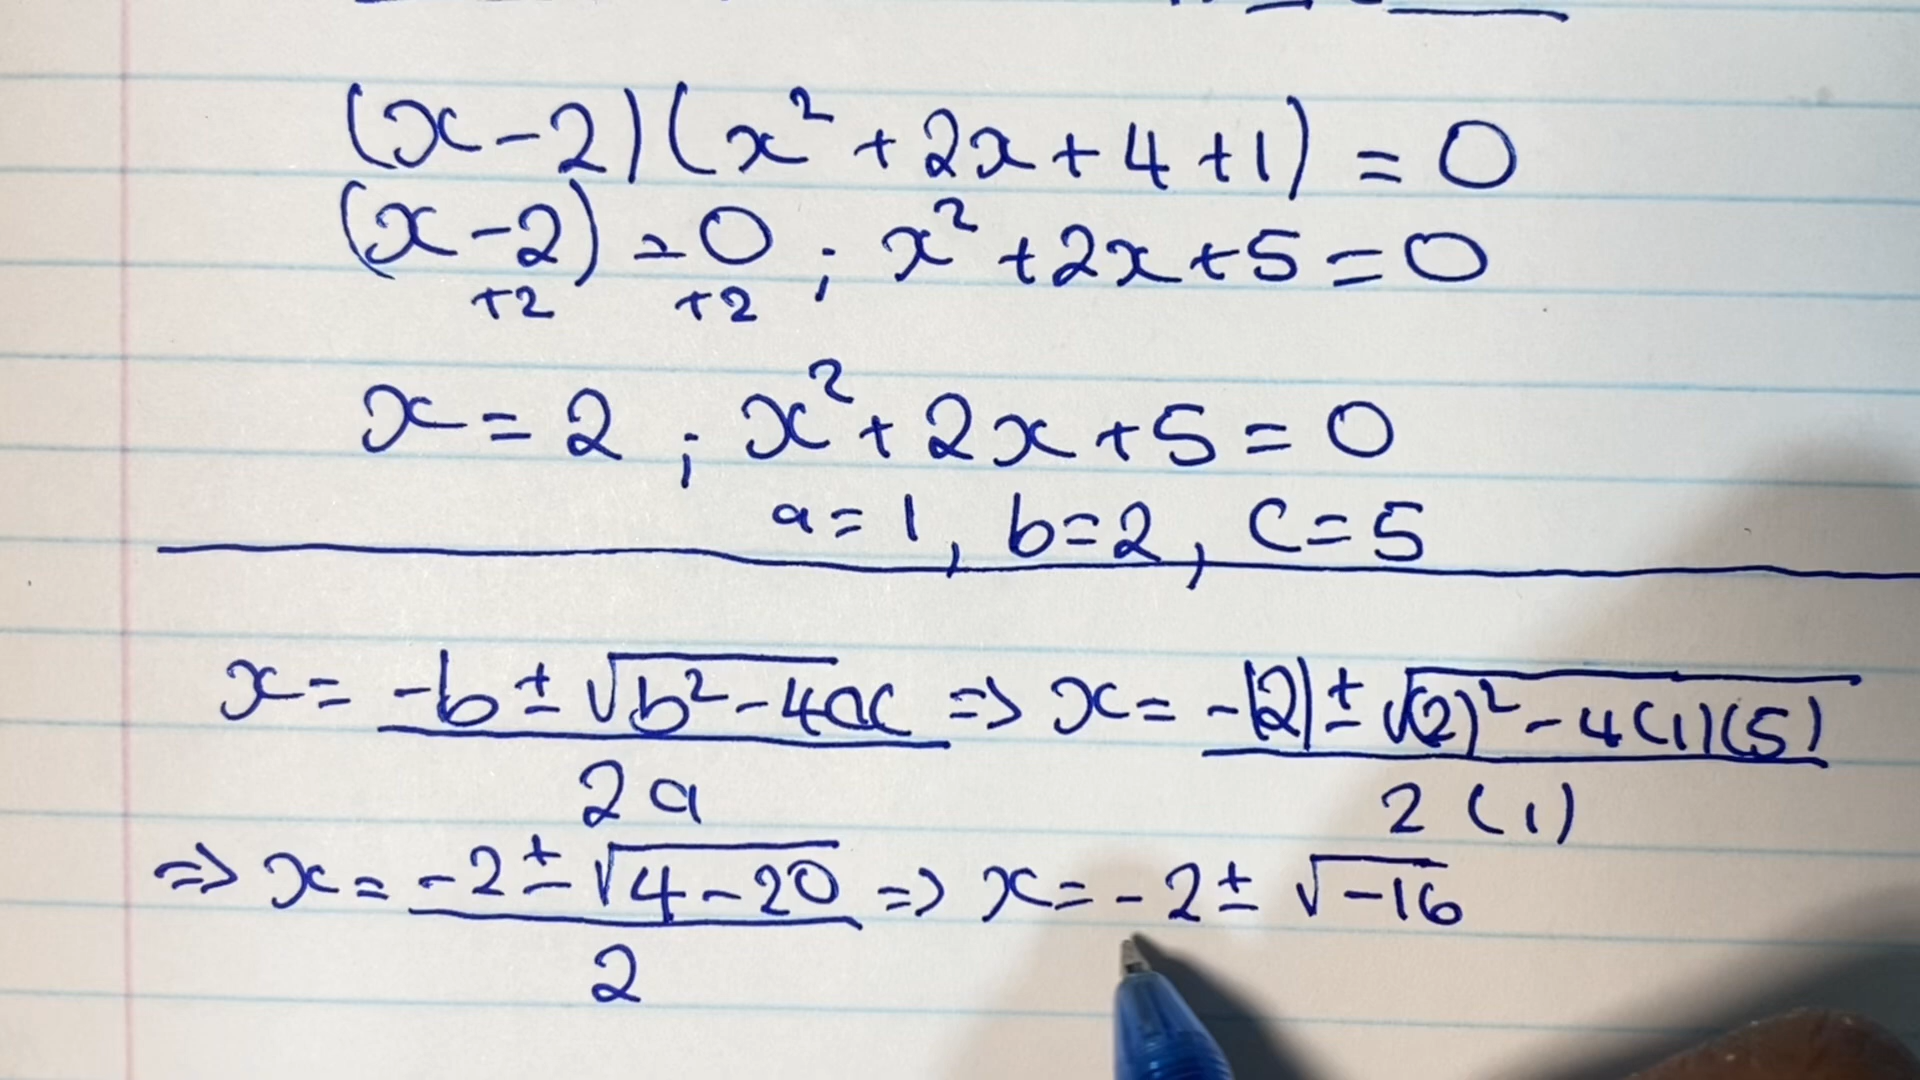 (x-2)(x²+2x+4+1)=0
(x-2)=0 ; x²+2x+5=0
+2 +2
x=2 ; x²+2x+5=0
a=1, b=2, c=5
x= -b±√b²-4ac / 2a => x= -(2)±√(2)²-4(1)(5) / 2(1)
=> x= -2±√4-20 / 2 => x= -2±√-16